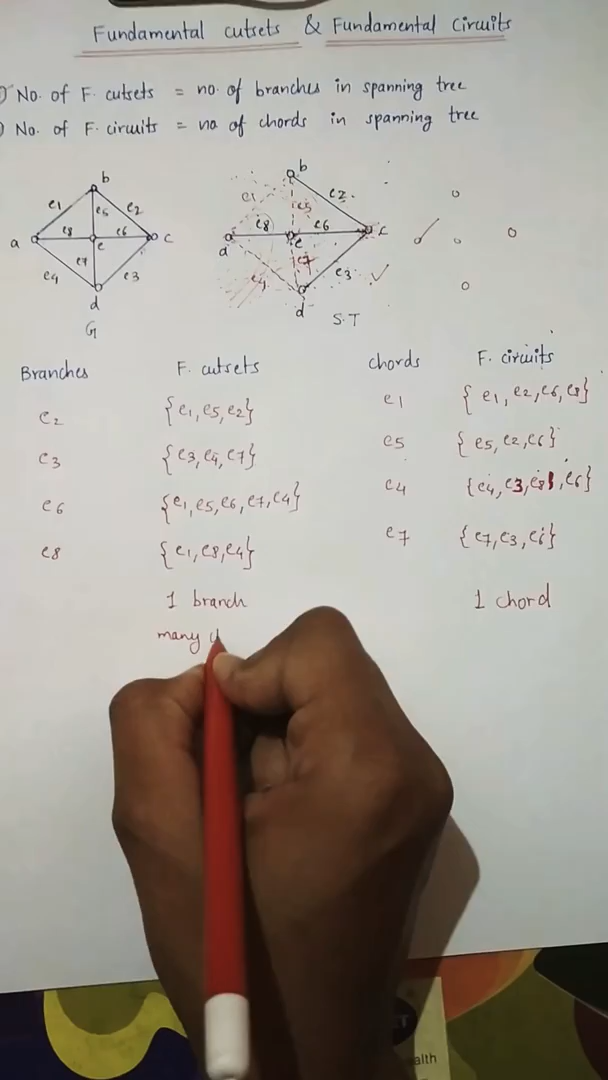 Fundamental cutsets & Fundamental Circuits
) No. of F. cutsets = no. of branches in spanning tree
) No. of F. circuits = no of chords in spanning tree
b
e1 e5 e2
a e8 e6 c
e
e4 e7 e3
d
G
b
e1 e5 e2
a e8 e6 c
e
e4 e7 e3
d
S.T
Branches F. cutsets
e2 {e1, e5, e2}
e3 {e3, e4, e7}
e6 {e1, e5, e6, e7, e4}
e8 {e1, e8, e4}
1 branch
many
chords F. circuits
e1 {e1, e2, e6, e8}
e5 {e5, e2, e6}
e4 {e4, e3, e8, e6}
e7 {e7, e3, e6}
1 chord
alth